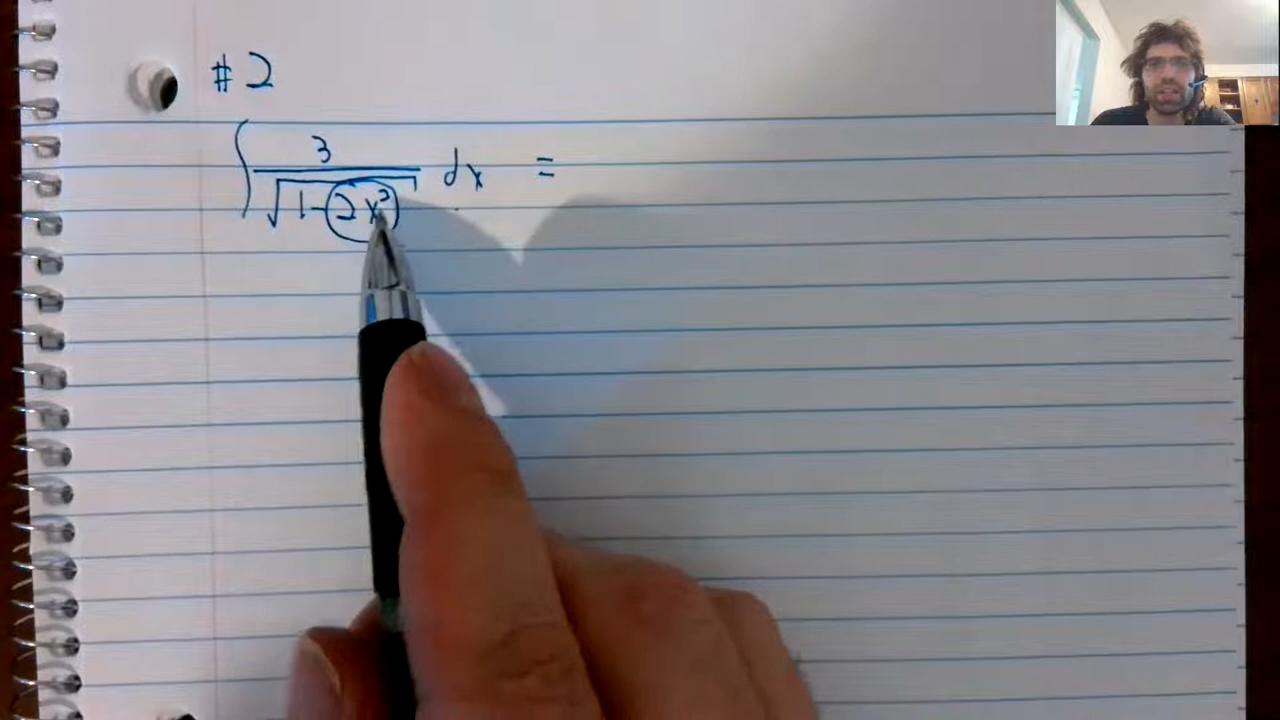 #2
∫ 3/√(1-2x²) dx =